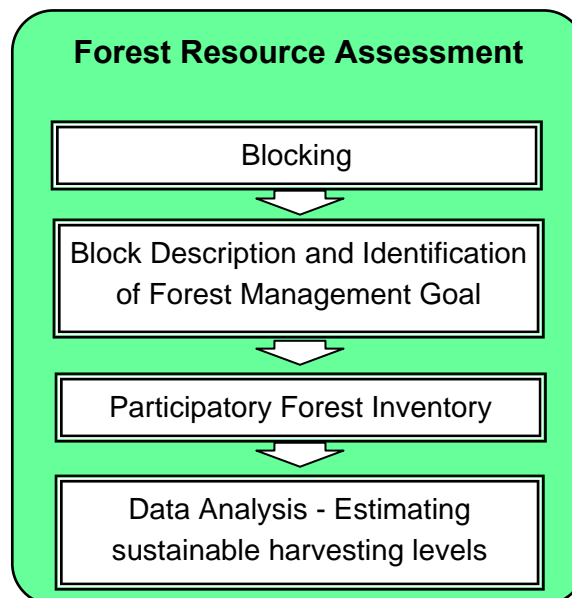 Forest Resource Assessment
Blocking
Block Description and Identification
of Forest Management Goal
Participatory Forest Inventory
Data Analysis - Estimating
sustainable harvesting levels